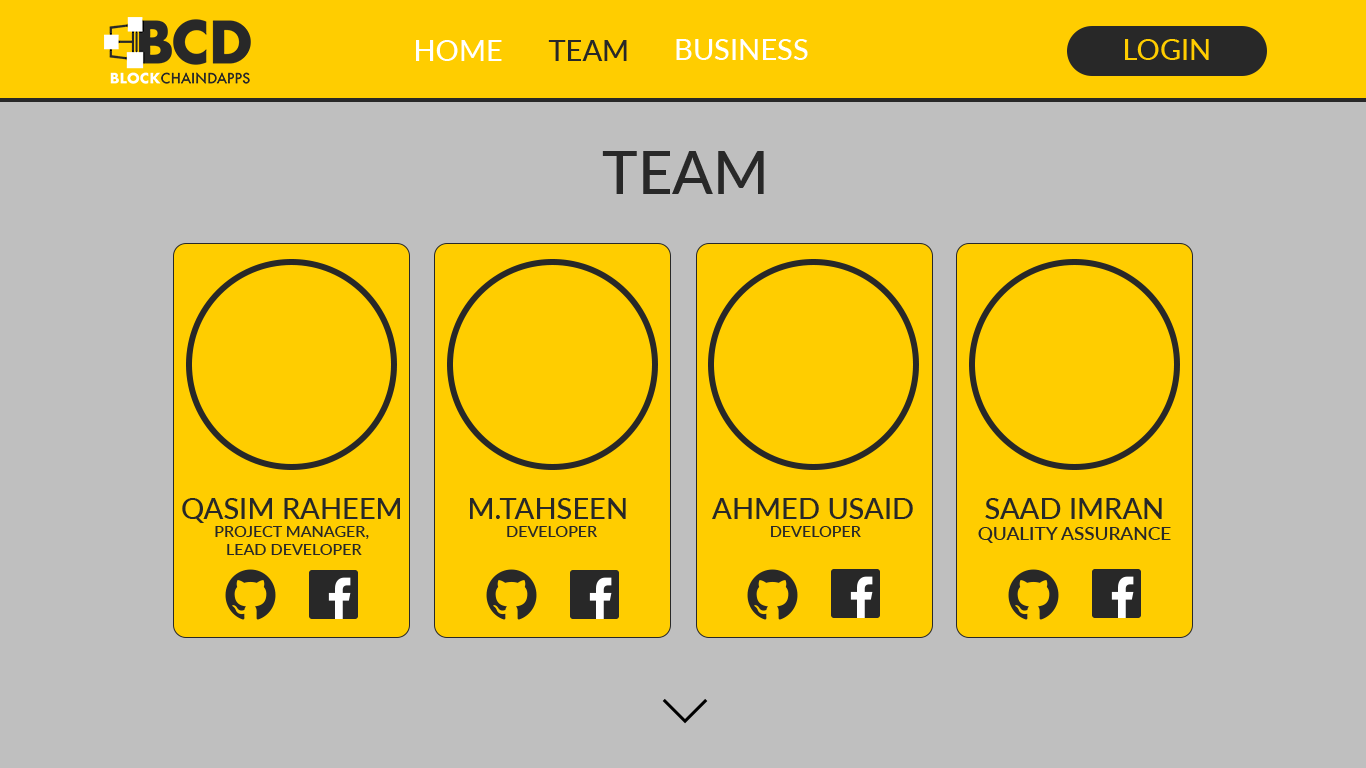 BCD
BLOCKCHAINDAPPS
HOME TEAM BUSINESS
LOGIN
TEAM
QASIM RAHEEM
PROJECT MANAGER,
LEAD DEVELOPER
M.TAHSEEN
DEVELOPER
AHMED USAID
DEVELOPER
SAAD IMRAN
QUALITY ASSURANCE